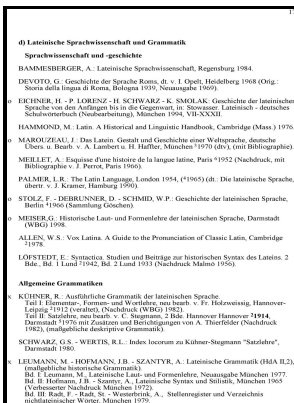 1
d) Lateinische Sprachwissenschaft und Grammatik
Sprachwissenschaft und -geschichte
BAMMESBERGER, A.: Lateinische Sprachwissenschaft, Regensburg 1984.
DEVOTO, G.: Geschichte der Sprache Roms, dt. v. I. Opelt, Heidelberg 1968 (Orig.:
Storia della lingua di Roma, Bologna 1939, Neuausgabe 1969).
o EICHNER, H. - P. LORENZ - H. SCHWARZ - K. SMOLAK: Geschichte der lateinischen
Sprache von den Anfängen bis in die Gegenwart, in: Stowasser. Lateinisch - deutsches
Schulwörterbuch (Neubearbeitung), München 1994, VII-XXXII.
HAMMOND, M.: Latin. A Historical and Linguistic Handbook, Cambridge (Mass.) 1976.
o MAROUZEAU, J.: Das Latein. Gestalt und Geschichte einer Weltsprache, deutsche
Übers. u. Bearb. v. A. Lambert u. H. Haffter, München ³1970 (dtv), (mit Bibliographie).
MEILLET, A.: Esquisse d'une histoire de la langue latine, Paris ⁶1952 (Nachdruck, mit
Bibliographie v. J. Perrot, Paris 1966).
PALMER, L.R.: The Latin Language, London 1954, (⁴1965) (dt.: Die lateinische Sprache,
übertr. v. J. Kramer, Hamburg 1990).
o STOLZ, F. - DEBRUNNER, D. - SCHMID, W.P.: Geschichte der lateinischen Sprache,
Berlin ⁴1966 (Sammlung Göschen).
o MEISER,G.: Historische Laut- und Formenlehre der lateinischen Sprache, Darmstadt
(WBG) 1998.
ALLEN, W.S.: Vox Latina. A Guide to the Pronunciation of Classic Latin, Cambridge
²1978.
LÖFSTEDT, E.: Syntactica. Studien und Beiträge zur historischen Syntax des Lateins. 2
Bde., Bd. 1 Lund ²1942, Bd. 2 Lund 1933 (Nachdruck Malmö 1956).
Allgemeine Grammatiken
x KÜHNER, R.: Ausführliche Grammatik der lateinischen Sprache.
Teil I: Elementar-, Formen- und Wortlehre, neu bearb. v. Fr. Holzweissig, Hannover-
Leipzig ²1912 (veraltet), (Nachdruck (WBG) 1982).
Teil II: Satzlehre, neu bearb. v. C. Stegmann, 2 Bde. Hannover Hannover ²1914,
Darmstadt ⁵1976 mit Zusätzen und Berichtigungen von A. Thierfelder (Nachdruck
1982), (maßgebliche deskriptive Grammatik).
SCHWARZ, G.S. - WERTIS, R.L.: Index locorum zu Kühner-Stegmann "Satzlehre",
Darmstadt 1980.
x LEUMANN, M. - HOFMANN, J.B. - SZANTYR, A.: Lateinische Grammatik (HdA II,2),
(maßgebliche historische Grammatik).
Bd. I: Leumann, M., Lateinische Laut- und Formenlehre, Neuausgabe München 1977.
Bd. II: Hofmann, J.B. - Szantyr, A., Lateinische Syntax und Stilistik, München 1965
(Verbesserter Nachdruck München 1972).
Bd. III: Radt, F. - Radt, St. - Westerbrink, A., Stellenregister und Verzeichnis
nichtlateinischer Wörter, München 1979.